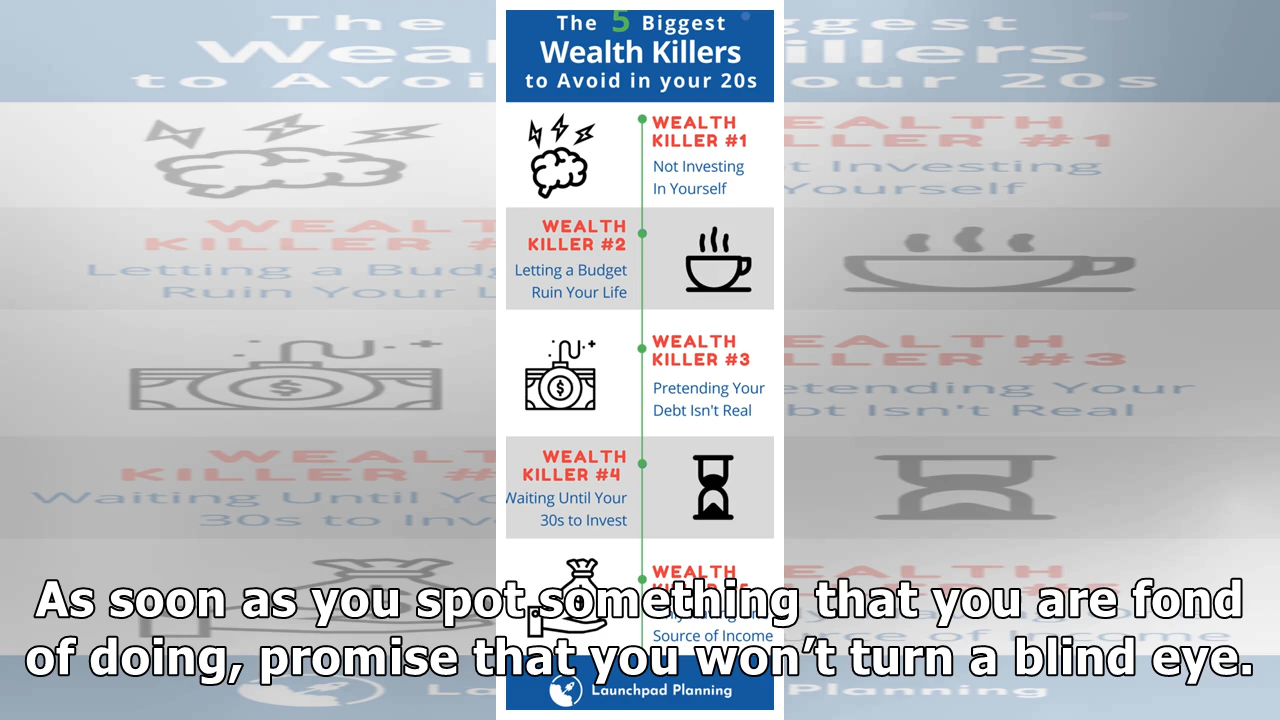 The 5 Biggest
Wealth Killers
to Avoid in your 20s
WEALTH
KILLER #1
Not Investing
In Yourself
WEALTH
KILLER #2
Letting a Budget
Ruin Your Life
WEALTH
KILLER #3
Pretending Your
Debt Isn't Real
WEALTH
KILLER #4
Waiting Until Your
30s to Invest
WEALTH
Source of Income
As soon as you spot something that you are fond
of doing, promise that you won't turn a blind eye.
Launchpad Planning